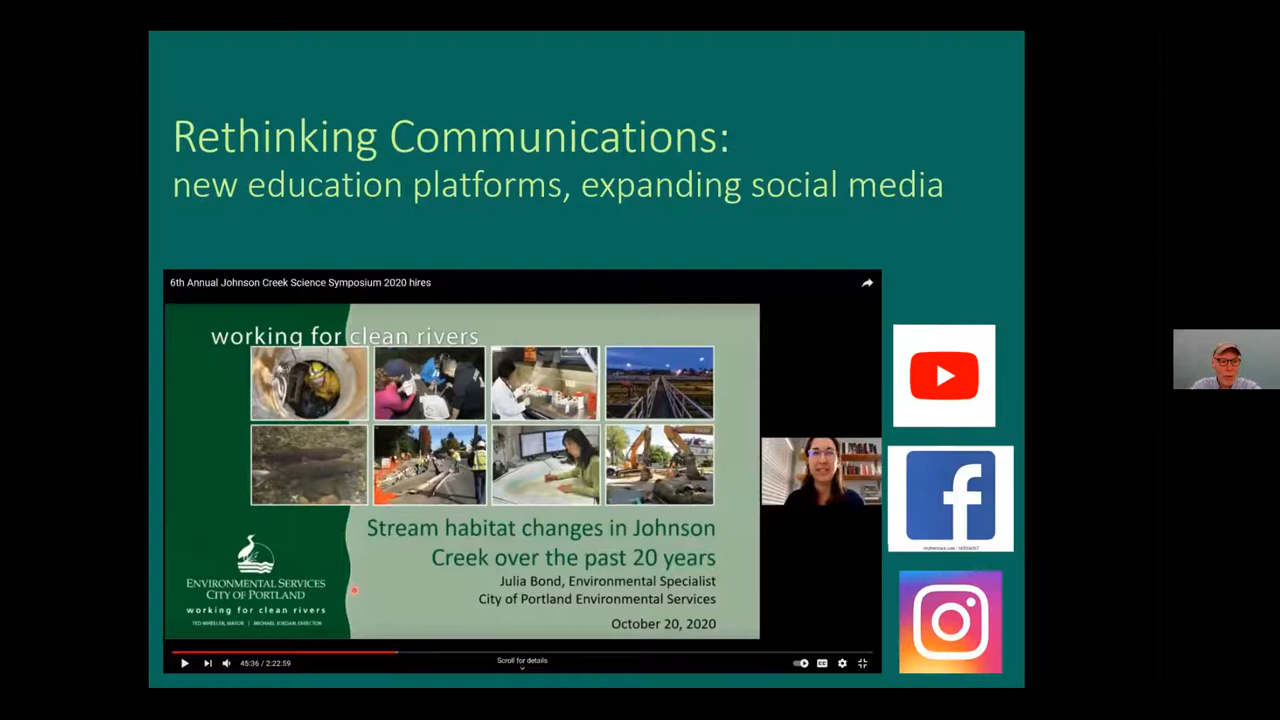 Rethinking Communications:
new education platforms, expanding social media
6th Annual Johnson Creek Science Symposium 2020 hires
working for clean rivers
Stream habitat changes in Johnson
Creek over the past 20 years
Julia Bond, Environmental Specialist
City of Portland Environmental Services
October 20, 2020
ENVIRONMENTAL SERVICES
CITY OF PORTLAND
working for clean rivers
TED WHEELER, MAYOR | MICHAEL JORDAN, DIRECTOR
45:36 / 2:22:59
Scroll for details
CC